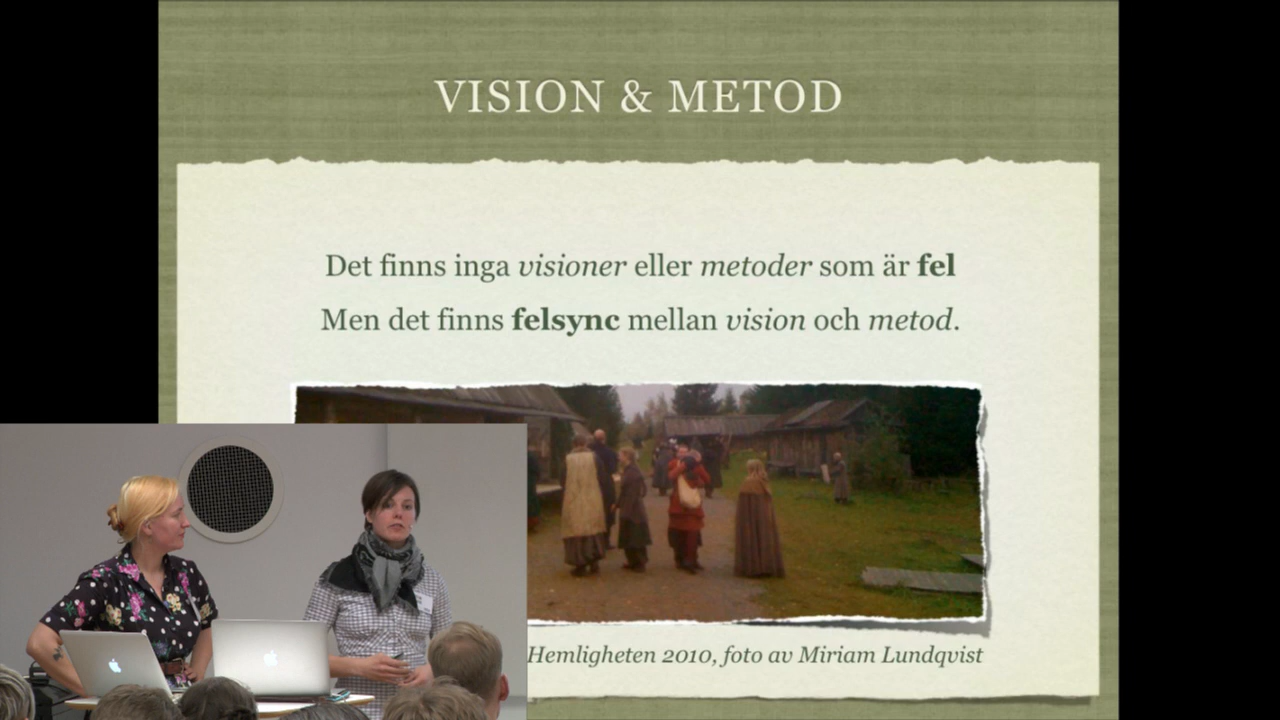 VISION & METOD
Det finns inga visioner eller metoder som är fel
Men det finns felsync mellan vision och metod.
Hemligheten 2010, foto av Miriam Lundqvist